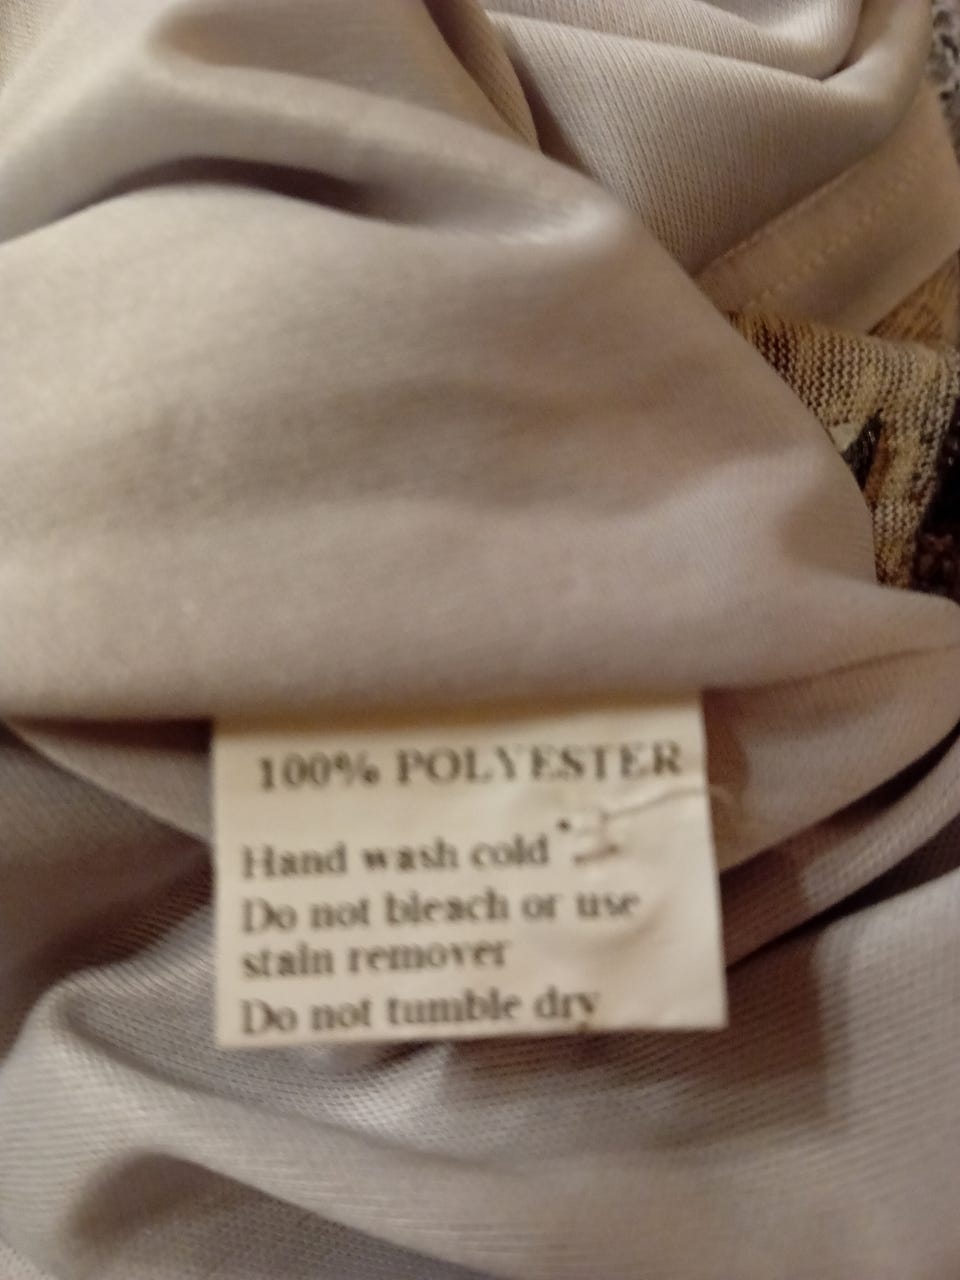 100% POLYESTER
Hand wash cold
Do not bleach or use
stain remover
Do not tumble dry